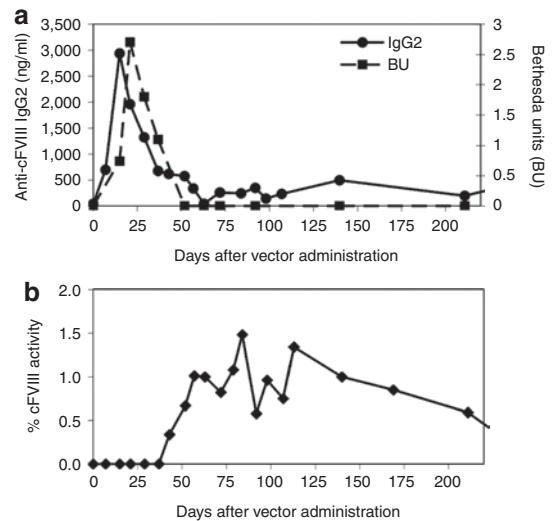 a
3,500
3,000
2,500
2,000
1,500
1,000
500
0
Anti-cFVIII IgG2 (ng/ml)
IgG2
BU
3
2.5
2
1.5
1
0.5
0
Bethesda units (BU)
0 25 50 75 100 125 150 175 200
Days after vector administration
b
2.0
1.5
1.0
0.5
0.0
% cFVIII activity
0 25 50 75 100 125 150 175 200
Days after vector administration